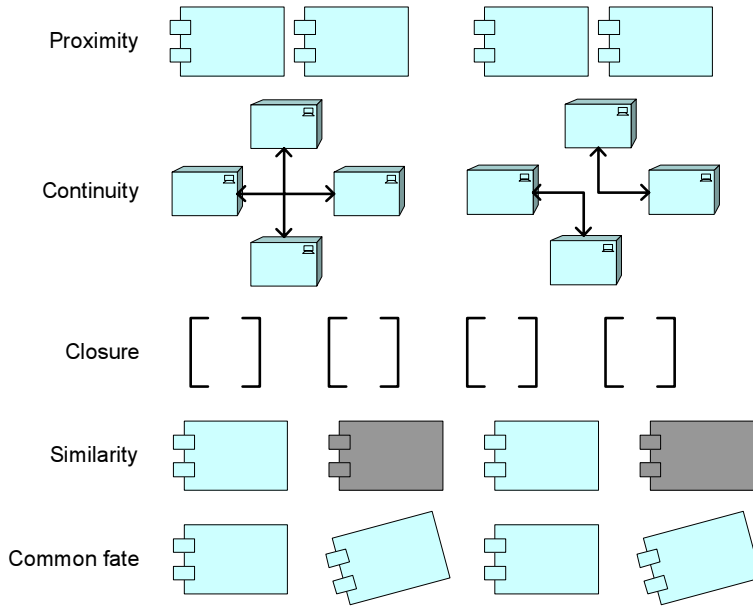 Proximity
Continuity
Closure
Similarity
Common fate